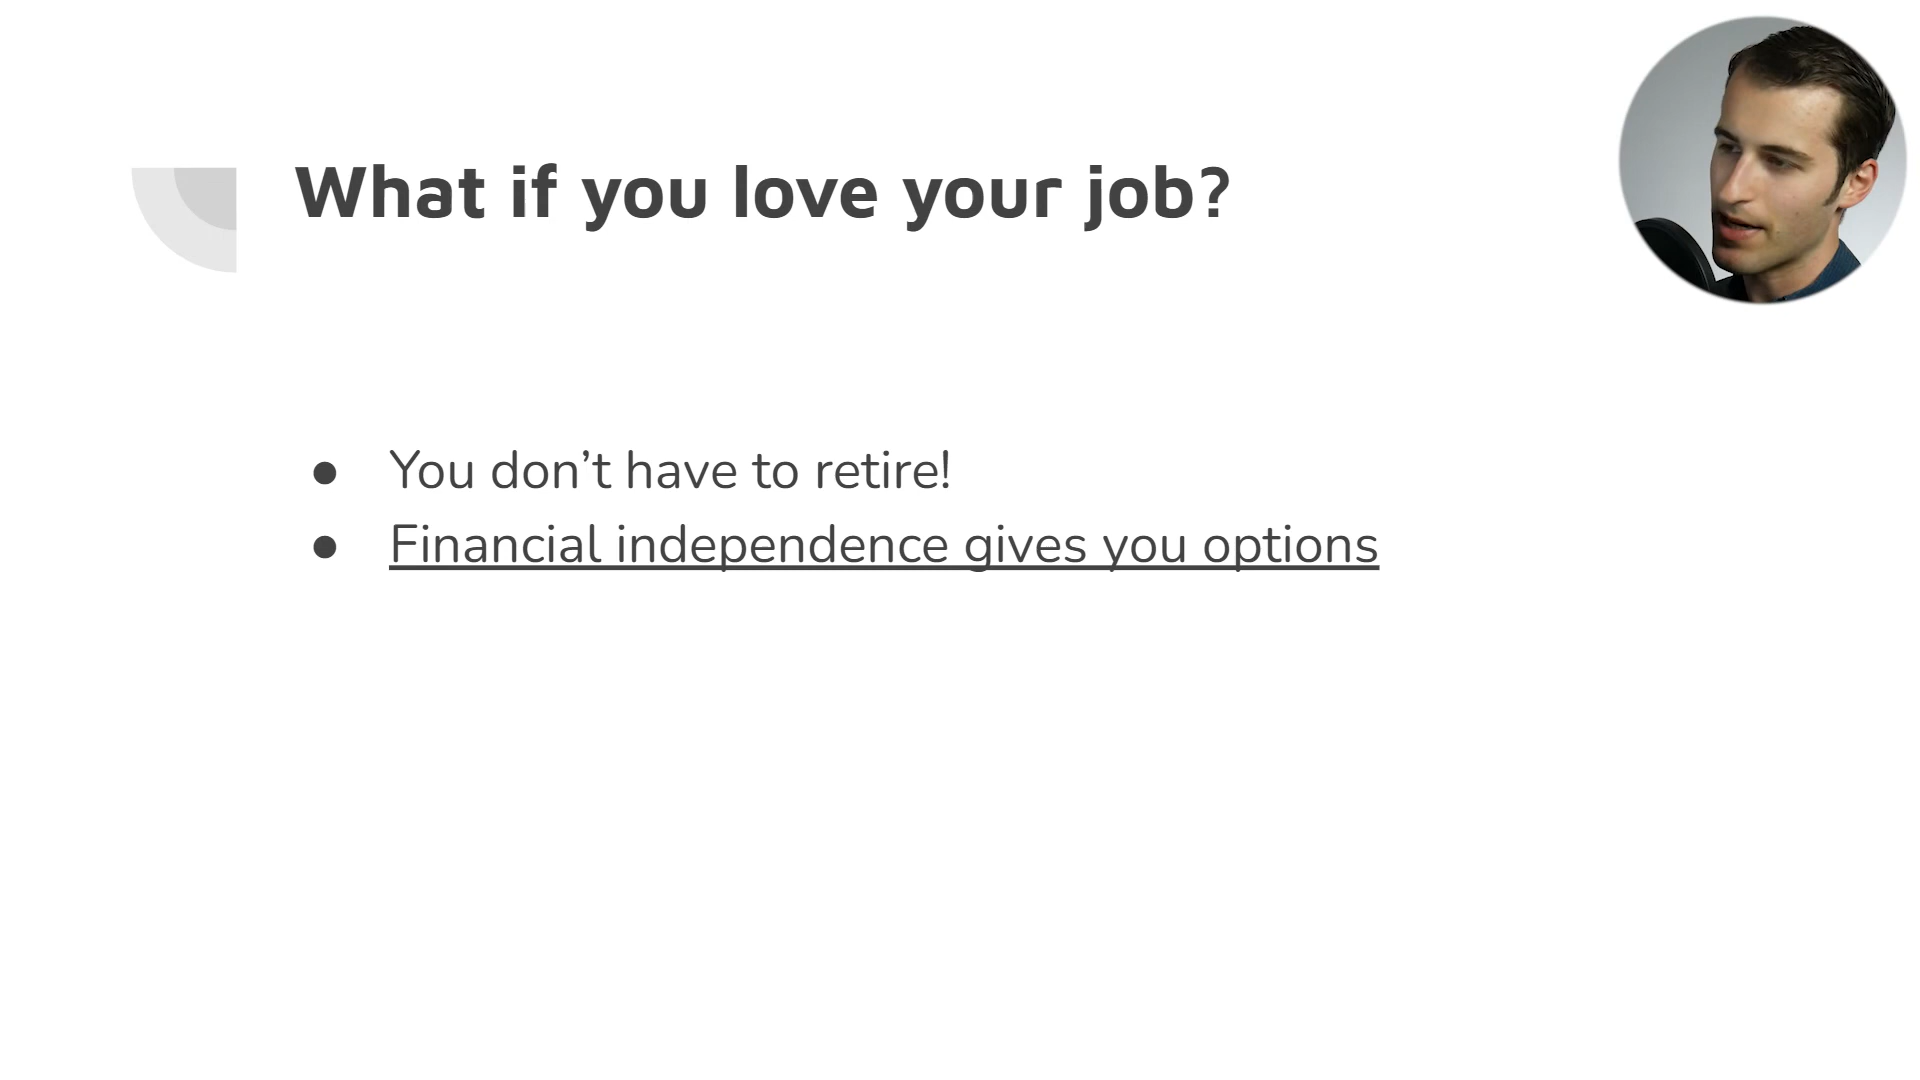 What if you love your job?
● You don’t have to retire!
● Financial independence gives you options